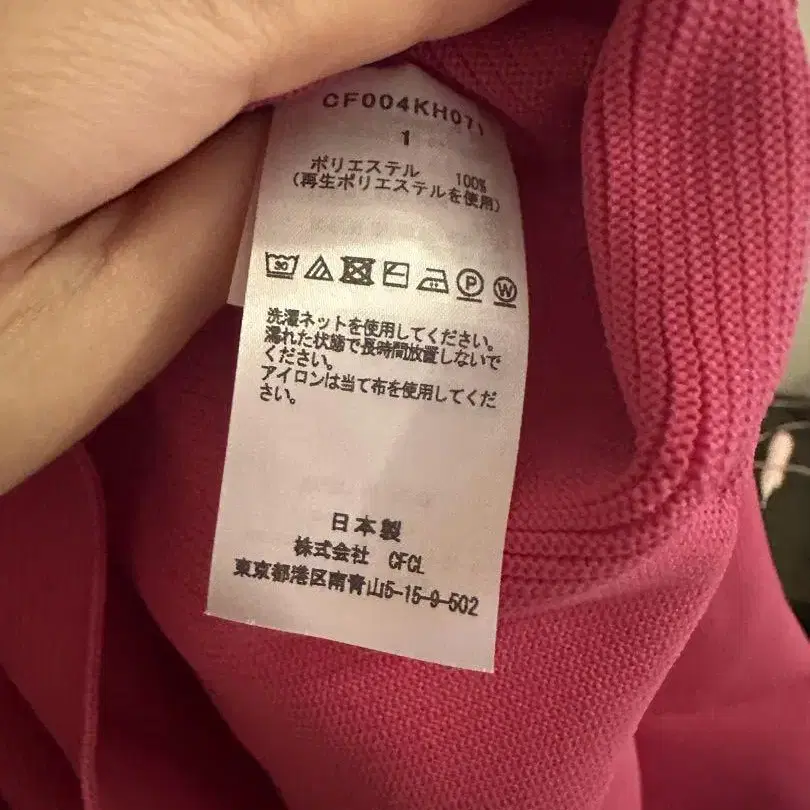 CF004KH071
1
ポリエステル 100%
(再生ポリエステルを使用)
30
P
W
洗濯ネットを使用してください。
濡れた状態で長時間放置しないで
ください。
アイロンは当て布を使用してくだ
さい。
日本製
株式会社 CFCL
東京都港区南青山5-15-9-502